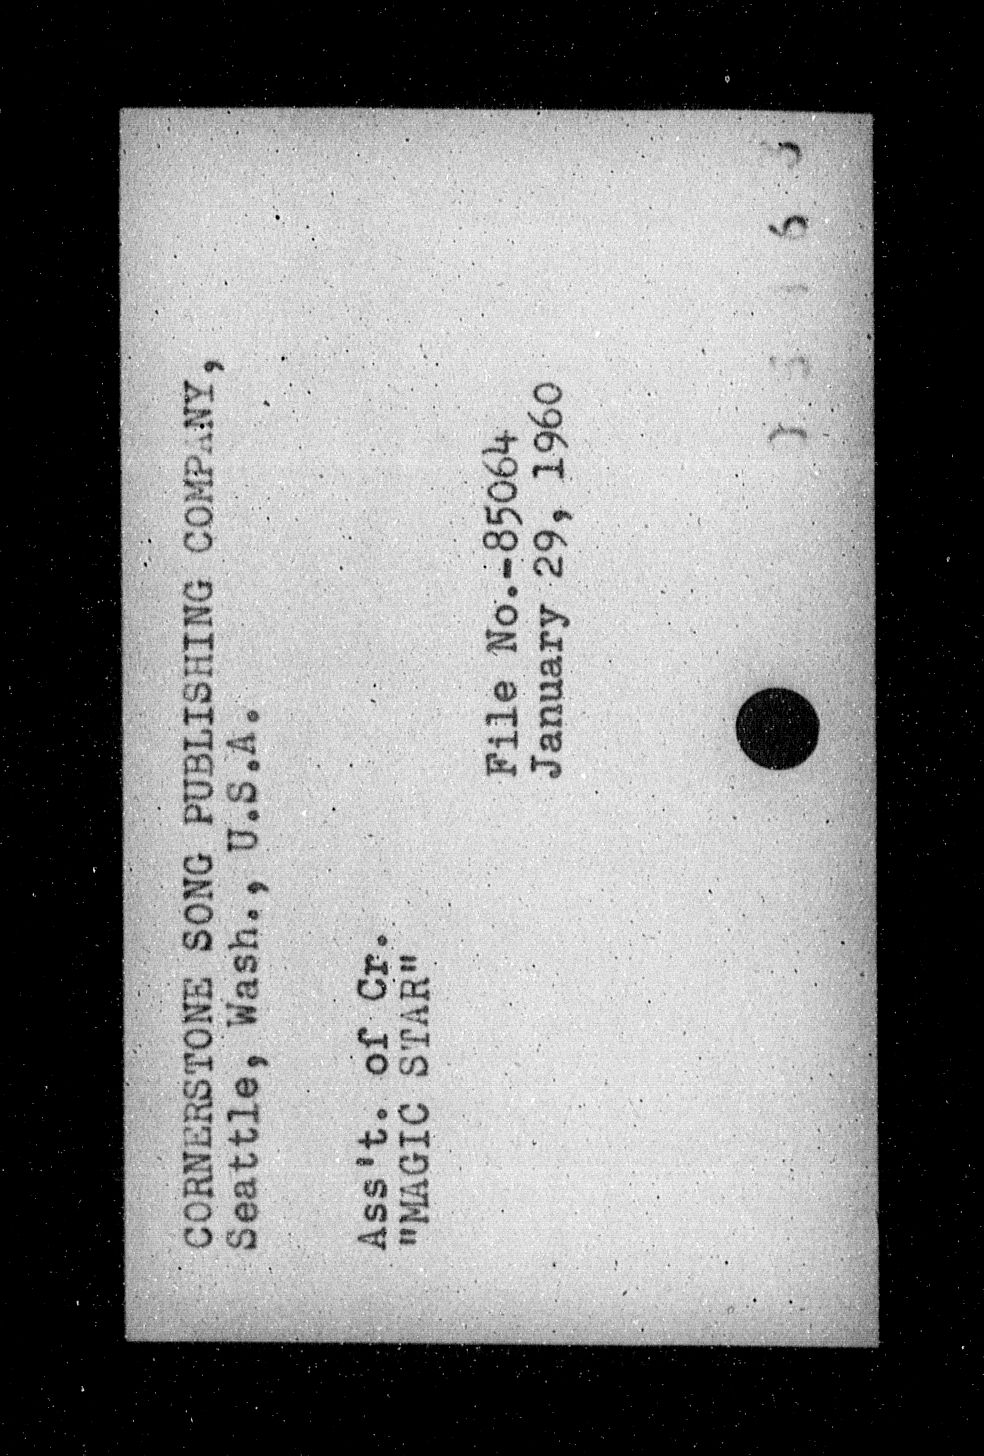 CORNERSTONE SONG PUBLISHING COMPANY,
Seattle, Wash., U.S.A.
Ass't. of Cr.
"MAGIC STAR"
File No.-85064
January 29, 1960